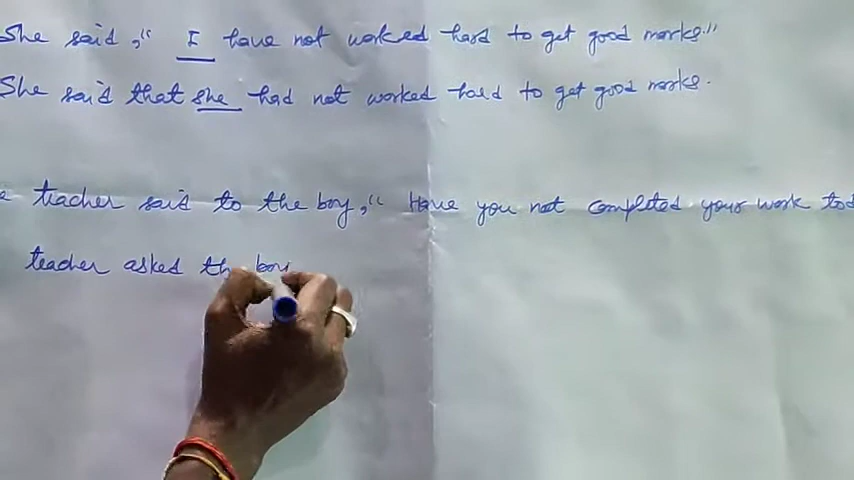 She said," I have not worked hard to get good marks."
She said that she had not worked hard to get good marks.
e teacher said to the boy," Have you not completed your work tod
teacher asked the boy